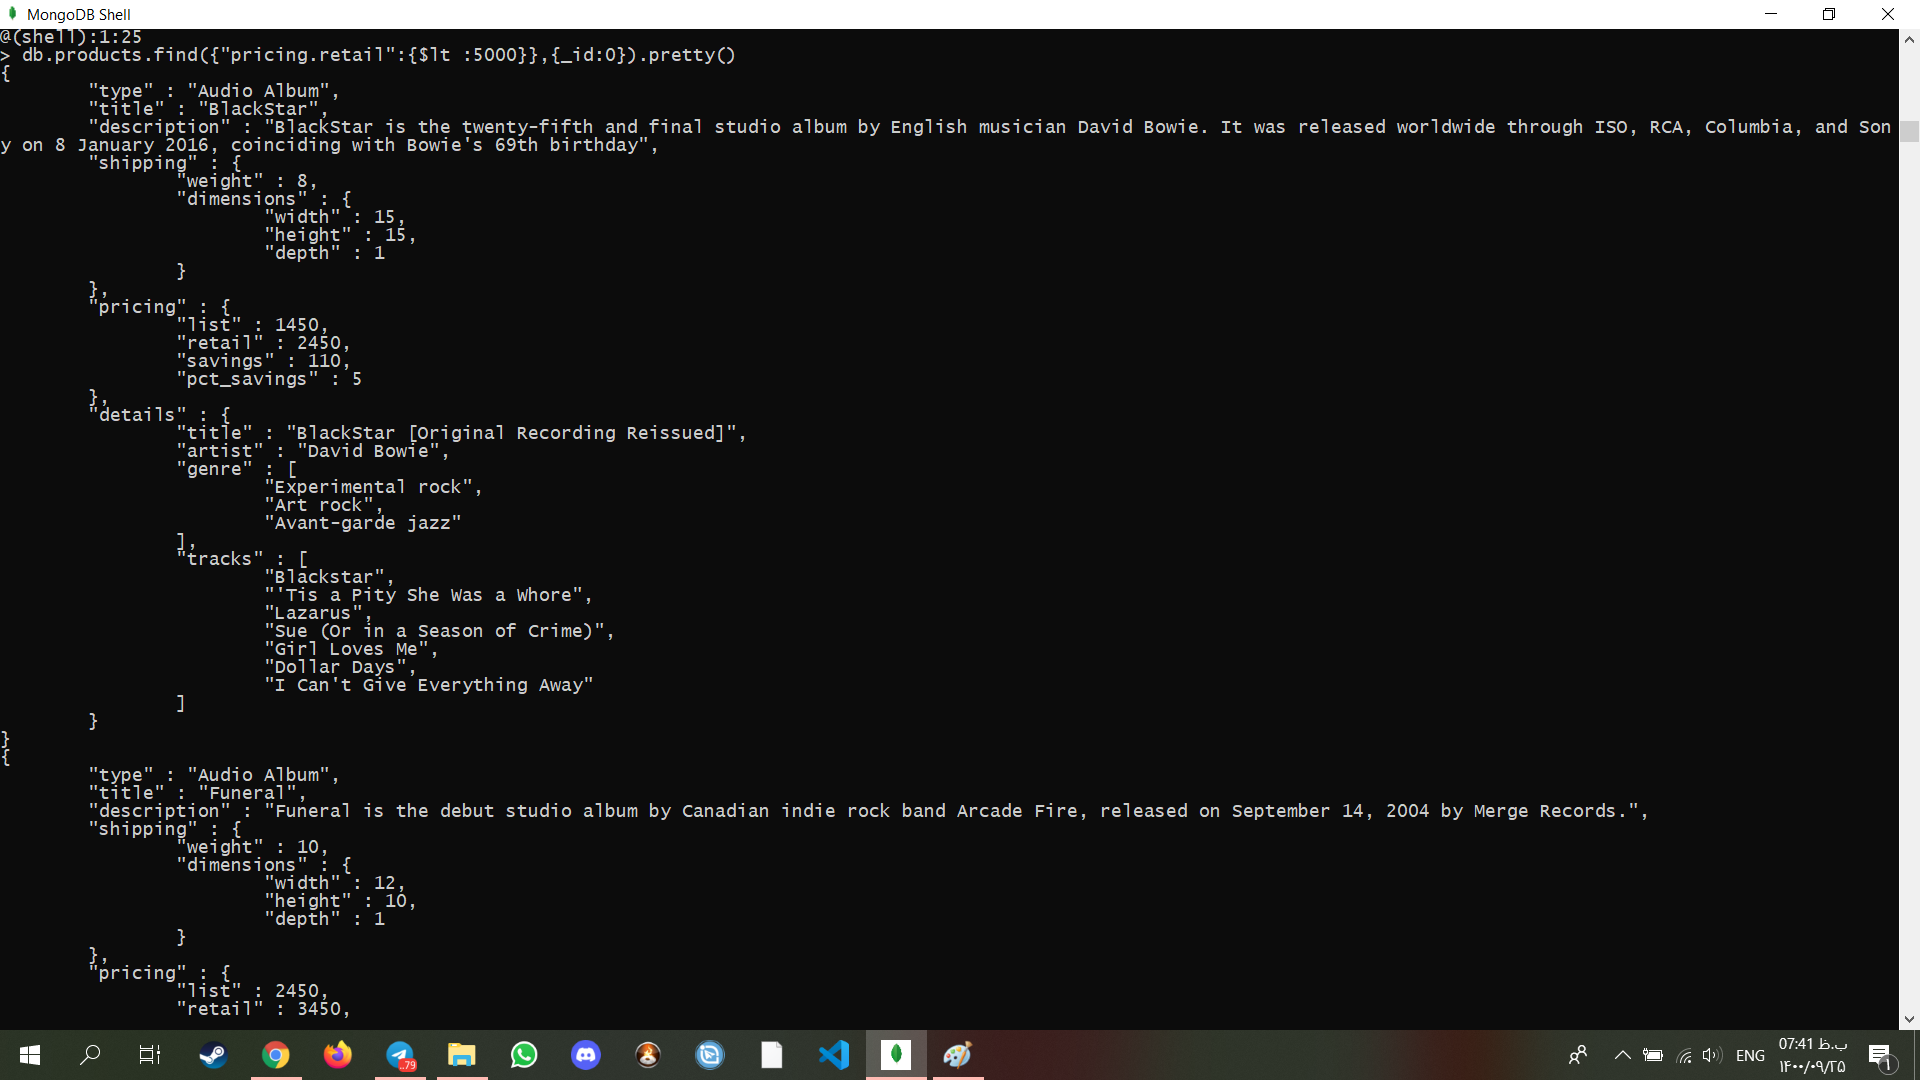 MongoDB Shell
@(shell):1:25
> db.products.find({"pricing.retail":{$lt :5000}},{_id:0}).pretty()
{
"type" : "Audio Album",
"title" : "BlackStar",
"description" : "BlackStar is the twenty-fifth and final studio album by English musician David Bowie. It was released worldwide through ISO, RCA, Columbia, and Son
y on 8 January 2016, coinciding with Bowie's 69th birthday",
"shipping" : {
"weight" : 8,
"dimensions" : {
"width" : 15,
"height" : 15,
"depth" : 1
}
},
"pricing" : {
"list" : 1450,
"retail" : 2450,
"savings" : 110,
"pct_savings" : 5
},
"details" : {
"title" : "BlackStar [Original Recording Reissued]",
"artist" : "David Bowie",
"genre" : [
"Experimental rock",
"Art rock",
"Avant-garde jazz"
],
"tracks" : [
"Blackstar",
"'Tis a Pity She Was a Whore",
"Lazarus",
"Sue (Or in a Season of Crime)",
"Girl Loves Me",
"Dollar Days",
"I Can't Give Everything Away"
]
}
}
{
"type" : "Audio Album",
"title" : "Funeral",
"description" : "Funeral is the debut studio album by Canadian indie rock band Arcade Fire, released on September 14, 2004 by Merge Records.",
"shipping" : {
"weight" : 10,
"dimensions" : {
"width" : 12,
"height" : 10,
"depth" : 1
}
},
"pricing" : {
"list" : 2450,
"retail" : 3450,
..79
ENG
07:41 ب.ظ
۱۴۰۰/۰۹/۲۵
۱